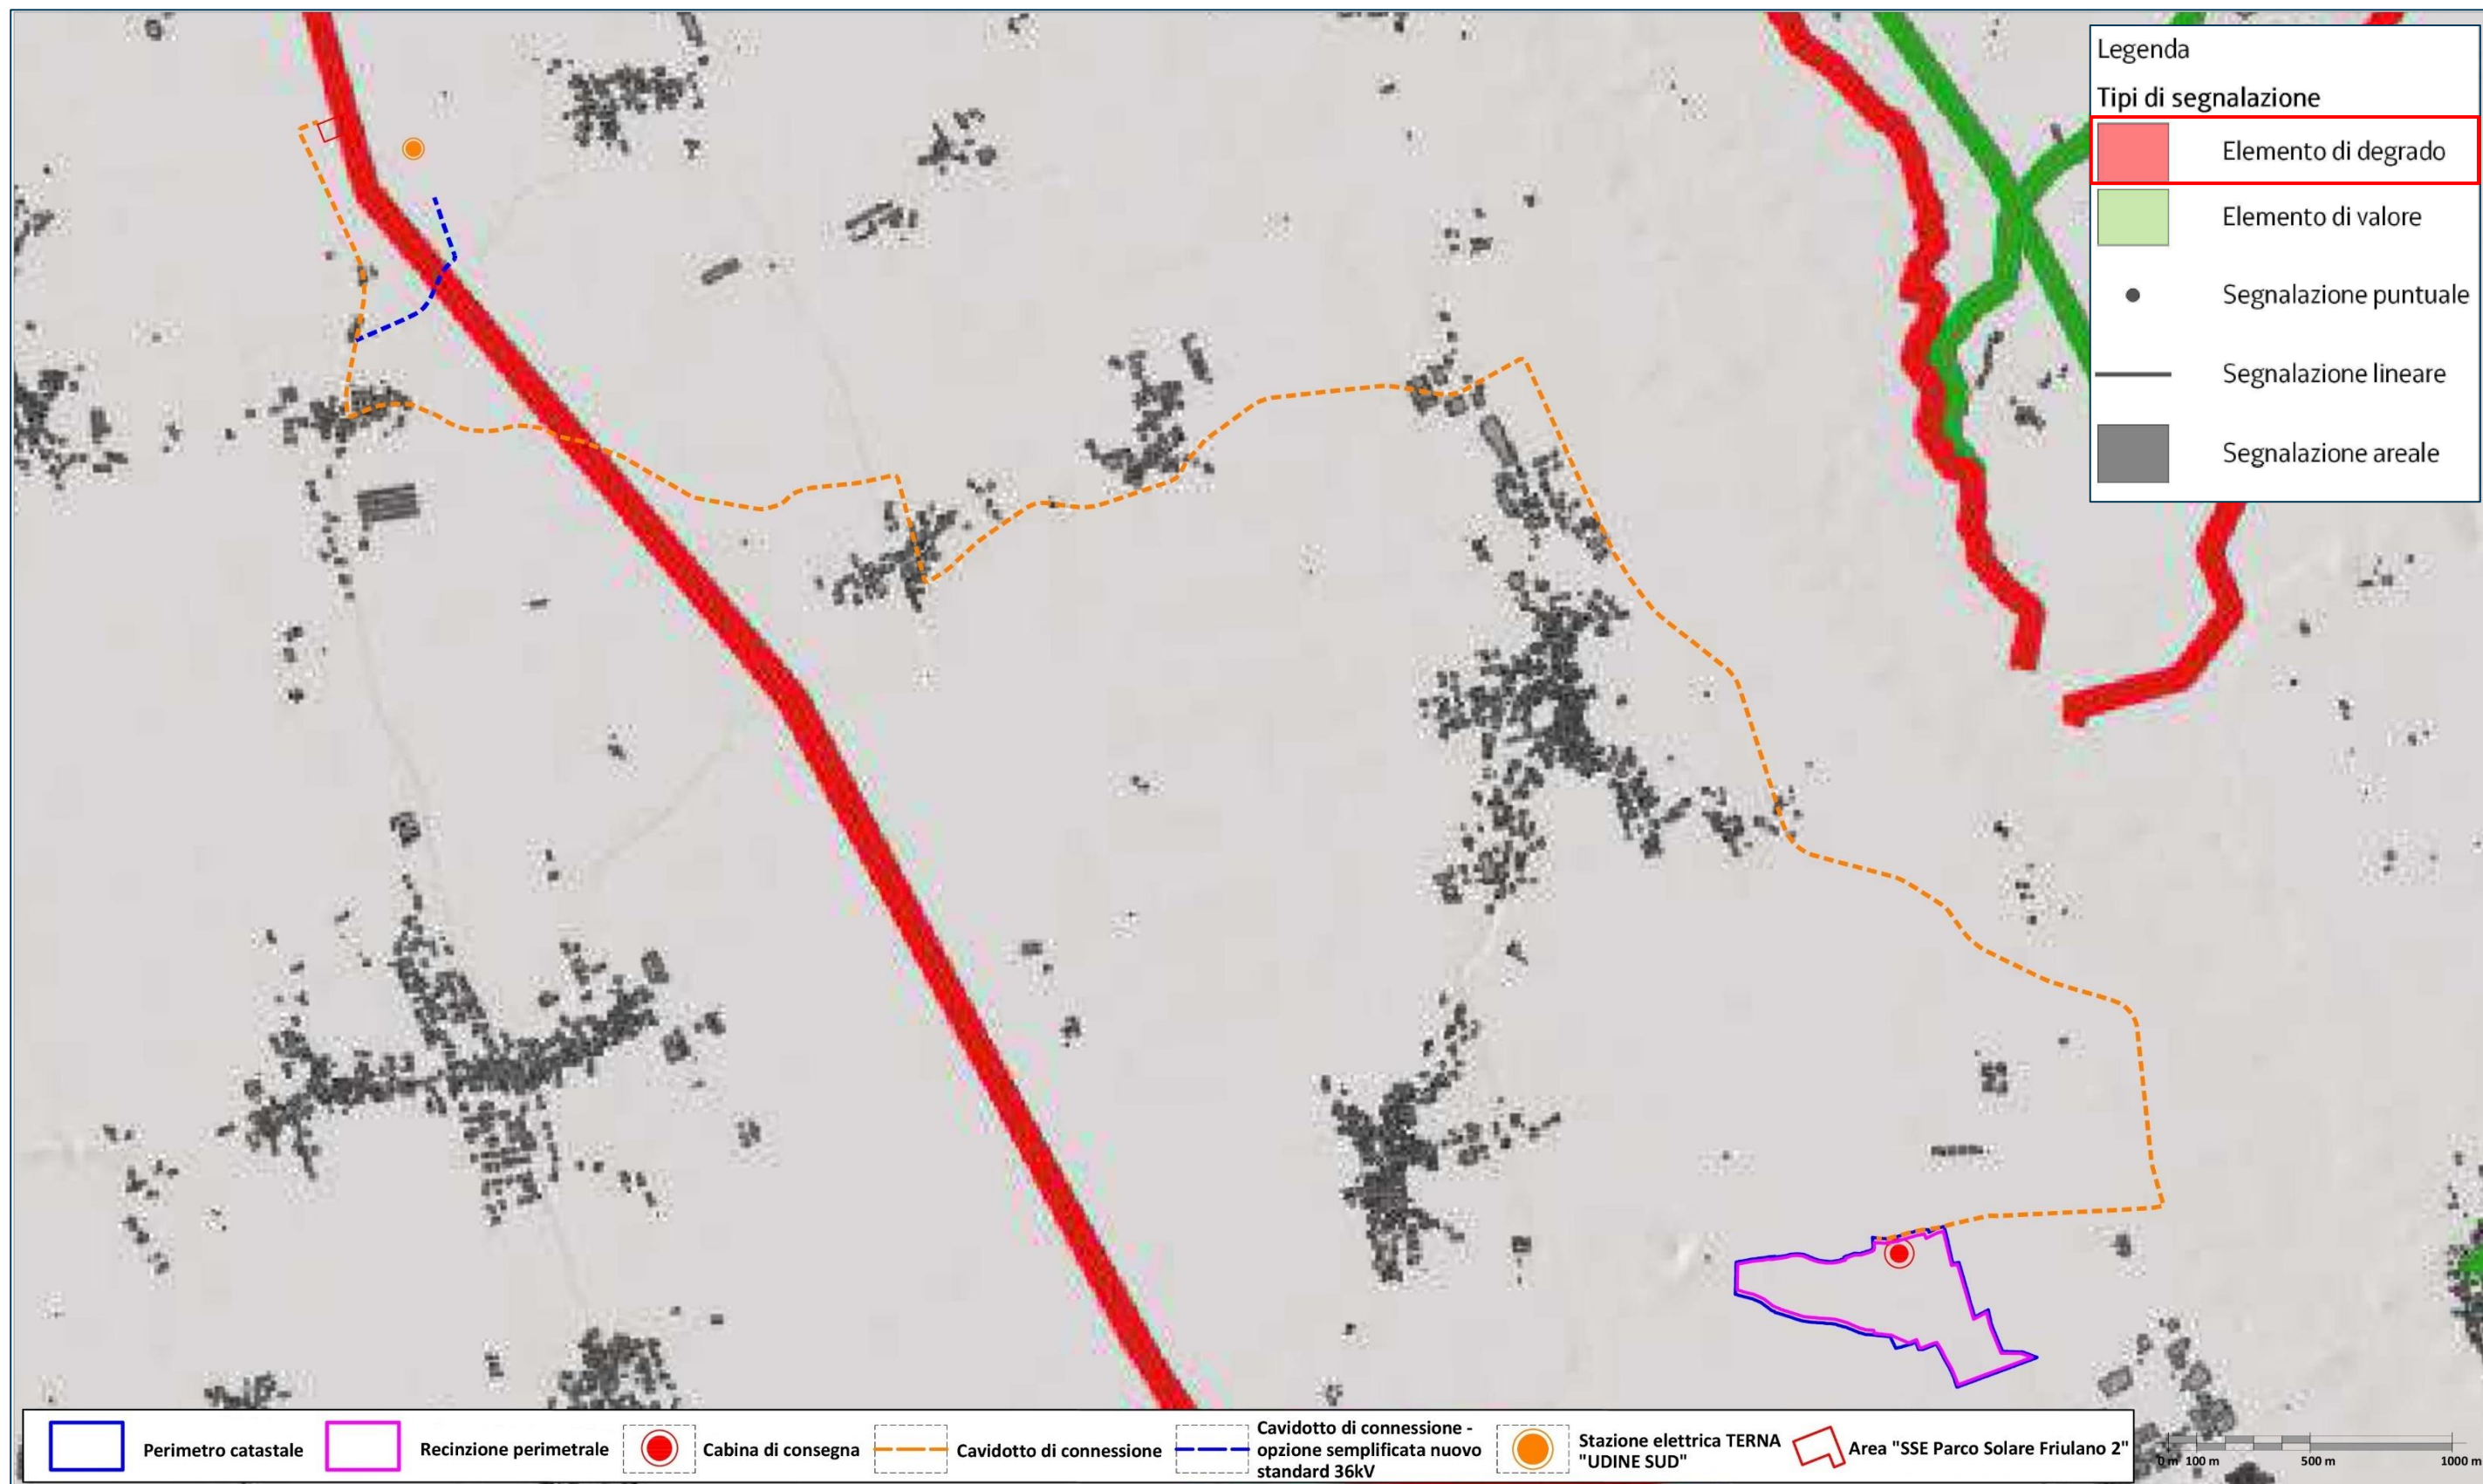 Legenda
Tipi di segnalazione
Elemento di degrado
Elemento di valore
Segnalazione puntuale
Segnalazione lineare
Segnalazione areale
Perimetro catastale
Recinzione perimetrale
Cabina di consegna
Cavidotto di connessione
Cavidotto di connessione -
opzione semplificata nuovo
standard 36kV
Stazione elettrica TERNA
"UDINE SUD"
Area "SSE Parco Solare Friulano 2"
0 m 100 m 500 m 1000 m